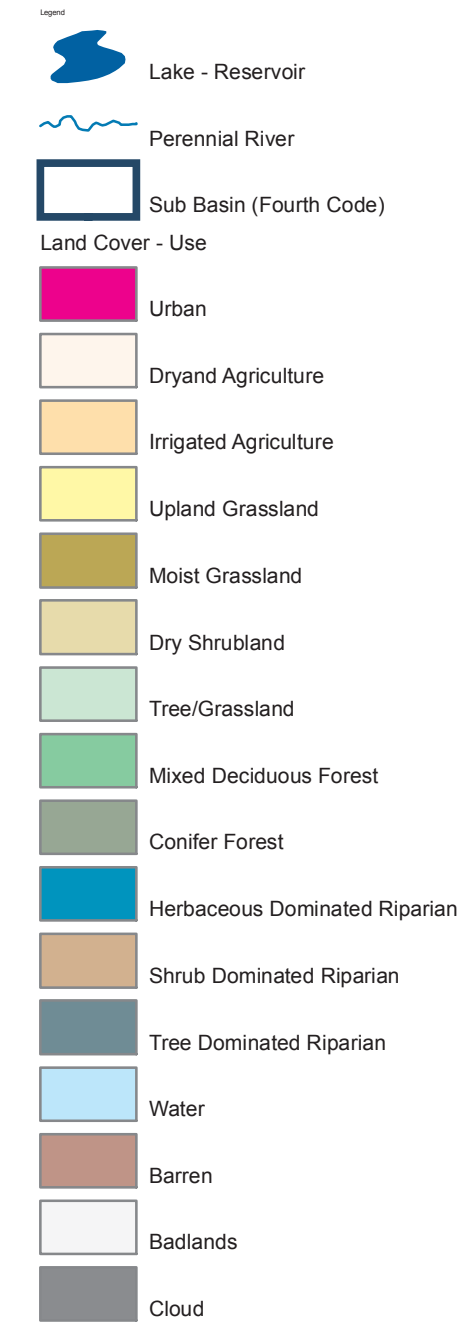 Legend
Lake - Reservoir
Perennial River
Sub Basin (Fourth Code)
Land Cover - Use
Urban
Dryand Agriculture
Irrigated Agriculture
Upland Grassland
Moist Grassland
Dry Shrubland
Tree/Grassland
Mixed Deciduous Forest
Conifer Forest
Herbaceous Dominated Riparian
Shrub Dominated Riparian
Tree Dominated Riparian
Water
Barren
Badlands
Cloud